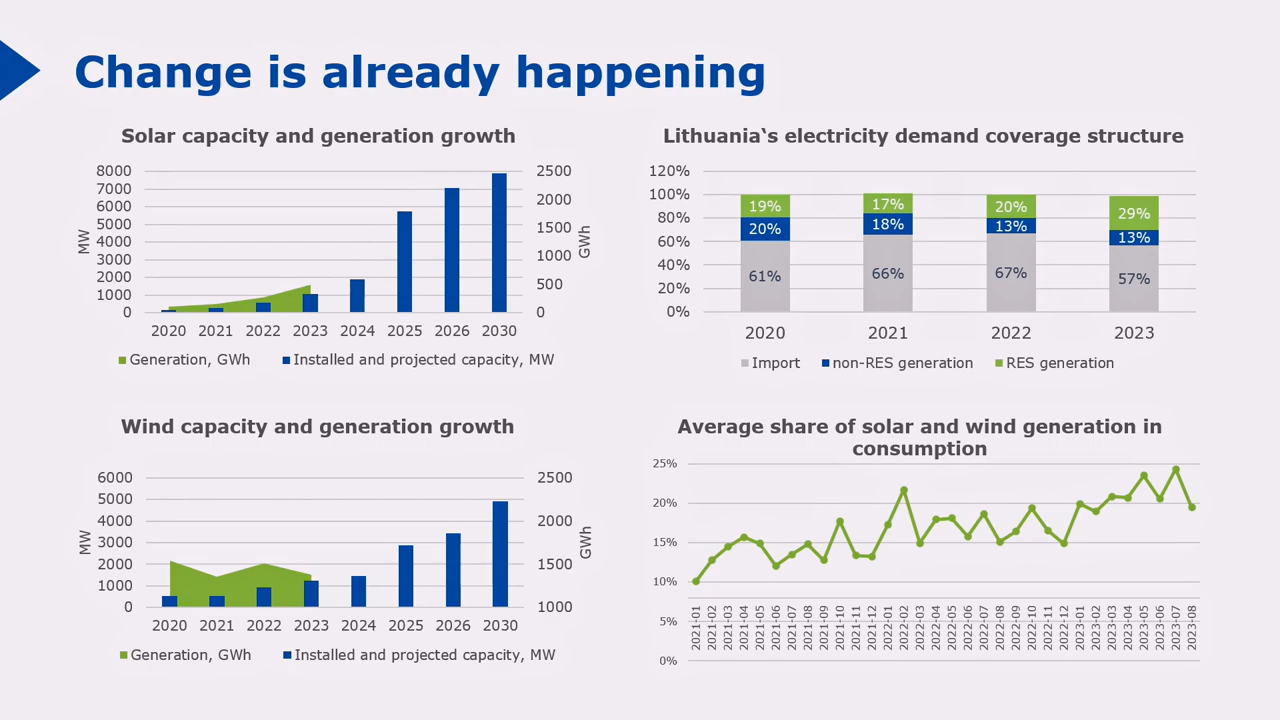 Change is already happening
Solar capacity and generation growth
8000
7000
6000
5000
4000
3000
2000
1000
0
MW
2500
2000
1500
1000
500
0
GWh
2020 2021 2022 2023 2024 2025 2026 2030
Generation, GWh Installed and projected capacity, MW
Lithuania‘s electricity demand coverage structure
120%
100%
80%
60%
40%
20%
0%
19% 17% 20% 29%
20% 18% 13% 13%
61% 66% 67% 57%
2020 2021 2022 2023
Import non-RES generation RES generation
Wind capacity and generation growth
6000
5000
4000
3000
2000
1000
0
MW
2500
2000
1500
1000
GWh
2020 2021 2022 2023 2024 2025 2026 2030
Generation, GWh Installed and projected capacity, MW
Average share of solar and wind generation in
consumption
25%
20%
15%
10%
5%
0%
2021-01 2021-02 2021-03 2021-04 2021-05 2021-06 2021-07 2021-08 2021-09 2021-10 2021-11 2021-12 2022-01 2022-02 2022-03 2022-04 2022-05 2022-06 2022-07 2022-08 2022-09 2022-10 2022-11 2022-12 2023-01 2023-02 2023-03 2023-04 2023-05 2023-06 2023-07 2023-08